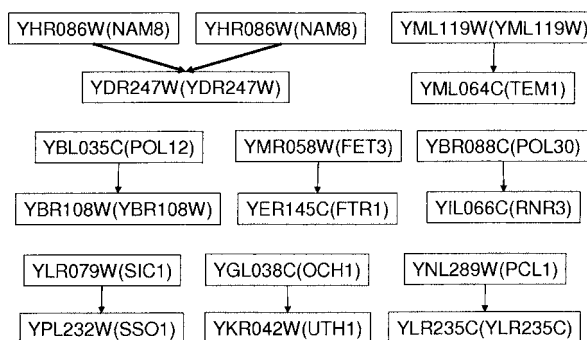 YHR086W(NAM8) YHR086W(NAM8) YML119W(YML119W)
YDR247W(YDR247W) YML064C(TEM1)
YBL035C(POL12) YMR058W(FET3) YBR088C(POL30)
YBR108W(YBR108W) YER145C(FTR1) YIL066C(RNR3)
YLR079W(SIC1) YGL038C(OCH1) YNL289W(PCL1)
YPL232W(SSO1) YKR042W(UTH1) YLR235C(YLR235C)